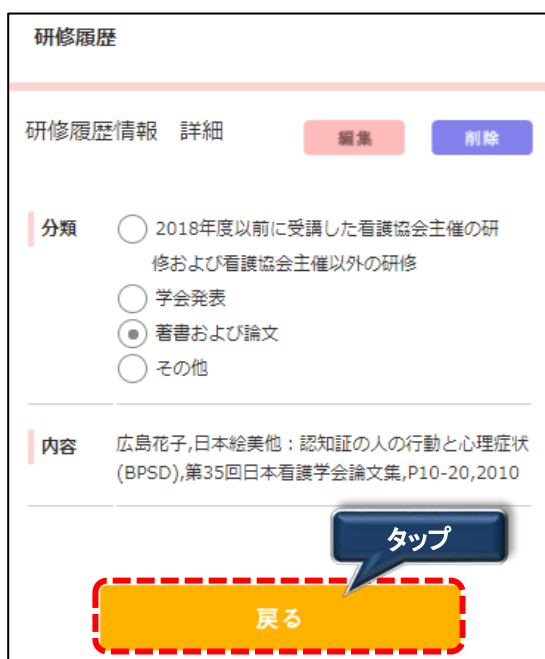 研修履歴
研修履歴情報　詳細
編集
削除
分類
2018年度以前に受講した看護協会主催の研
修および看護協会主催以外の研修
学会発表
著書および論文
その他
内容
広島花子,日本絵美他：認知証の人の行動と心理症状
(BPSD),第35回日本看護学会論文集,P10-20,2010
タップ
戻る